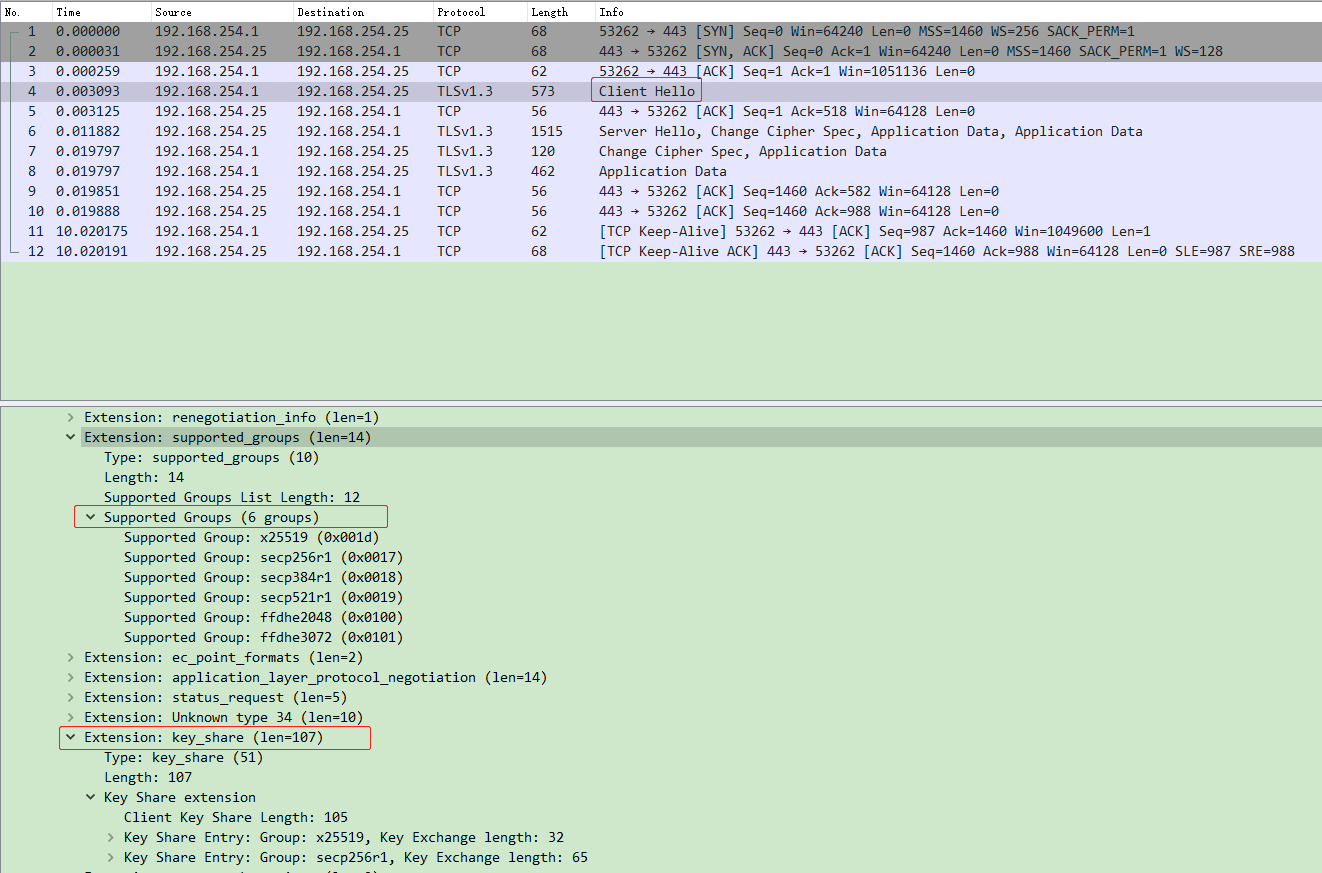 No. Time Source Destination Protocol Length Info
1 0.000000 192.168.254.1 192.168.254.25 TCP 68 53262 → 443 [SYN] Seq=0 Win=64240 Len=0 MSS=1460 WS=256 SACK_PERM=1
2 0.000031 192.168.254.25 192.168.254.1 TCP 68 443 → 53262 [SYN, ACK] Seq=0 Ack=1 Win=64240 Len=0 MSS=1460 SACK_PERM=1 WS=128
3 0.000259 192.168.254.1 192.168.254.25 TCP 62 53262 → 443 [ACK] Seq=1 Ack=1 Win=1051136 Len=0
4 0.003093 192.168.254.1 192.168.254.25 TLSv1.3 573 Client Hello
5 0.003125 192.168.254.25 192.168.254.1 TCP 56 443 → 53262 [ACK] Seq=1 Ack=518 Win=64128 Len=0
6 0.011882 192.168.254.25 192.168.254.1 TLSv1.3 1515 Server Hello, Change Cipher Spec, Application Data, Application Data
7 0.019797 192.168.254.1 192.168.254.25 TLSv1.3 120 Change Cipher Spec, Application Data
8 0.019797 192.168.254.1 192.168.254.25 TLSv1.3 462 Application Data
9 0.019851 192.168.254.25 192.168.254.1 TCP 56 443 → 53262 [ACK] Seq=1460 Ack=582 Win=64128 Len=0
10 0.019888 192.168.254.25 192.168.254.1 TCP 56 443 → 53262 [ACK] Seq=1460 Ack=988 Win=64128 Len=0
11 10.020175 192.168.254.1 192.168.254.25 TCP 62 [TCP Keep-Alive] 53262 → 443 [ACK] Seq=987 Ack=1460 Win=1049600 Len=1
12 10.020191 192.168.254.25 192.168.254.1 TCP 68 [TCP Keep-Alive ACK] 443 → 53262 [ACK] Seq=1460 Ack=988 Win=64128 Len=0 SLE=987 SRE=988
Extension: renegotiation_info (len=1)
Extension: supported_groups (len=14)
Type: supported_groups (10)
Length: 14
Supported Groups List Length: 12
Supported Groups (6 groups)
Supported Group: x25519 (0x001d)
Supported Group: secp256r1 (0x0017)
Supported Group: secp384r1 (0x0018)
Supported Group: secp521r1 (0x0019)
Supported Group: ffdhe2048 (0x0100)
Supported Group: ffdhe3072 (0x0101)
Extension: ec_point_formats (len=2)
Extension: application_layer_protocol_negotiation (len=14)
Extension: status_request (len=5)
Extension: Unknown type 34 (len=10)
Extension: key_share (len=107)
Type: key_share (51)
Length: 107
Key Share extension
Client Key Share Length: 105
Key Share Entry: Group: x25519, Key Exchange length: 32
Key Share Entry: Group: secp256r1, Key Exchange length: 65